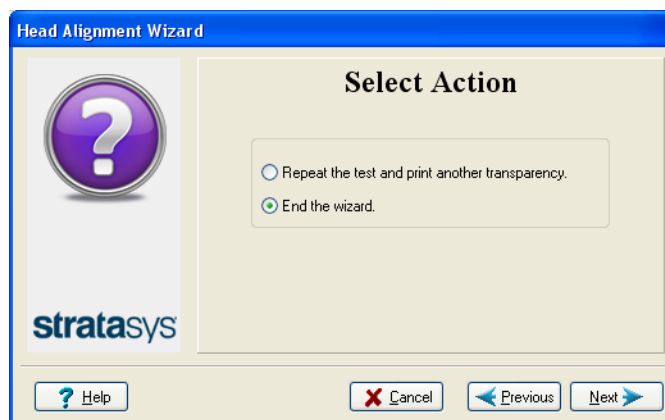 Head Alignment Wizard
Select Action
Repeat the test and print another transparency.
End the wizard.
stratasys
Help
Cancel
Previous
Next